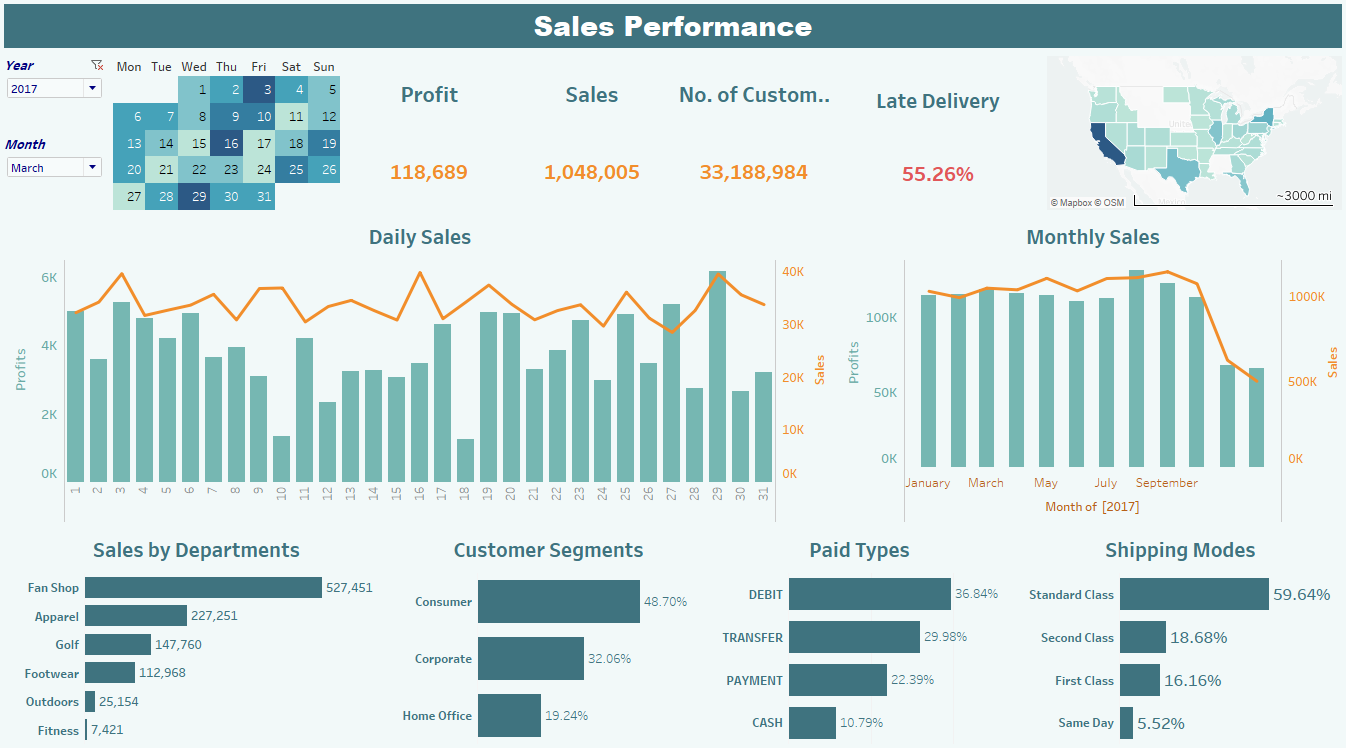 Sales Performance
Year
2017
Month
March
Mon Tue Wed Thu Fri Sat Sun
1 2 3 4 5
6 7 8 9 10 11 12
13 14 15 16 17 18 19
20 21 22 23 24 25 26
27 28 29 30 31
Profit
118,689
Sales
1,048,005
No. of Custom..
33,188,984
Late Delivery
55.26%
United
Mexico
© Mapbox © OSM
~3000 mi
Daily Sales
6K
4K
2K
0K
Profits
40K
30K
20K
10K
0K
Sales
1 2 3 4 5 6 7 8 9 10 11 12 13 14 15 16 17 18 19 20 21 22 23 24 25 26 27 28 29 30 31
Monthly Sales
100K
50K
0K
Profits
1000K
500K
0K
Sales
January March May July September
Month of [2017]
Sales by Departments
Fan Shop 527,451
Apparel 227,251
Golf 147,760
Footwear 112,968
Outdoors 25,154
Fitness 7,421
Customer Segments
Consumer 48.70%
Corporate 32.06%
Home Office 19.24%
Paid Types
DEBIT 36.84%
TRANSFER 29.98%
PAYMENT 22.39%
CASH 10.79%
Shipping Modes
Standard Class 59.64%
Second Class 18.68%
First Class 16.16%
Same Day 5.52%